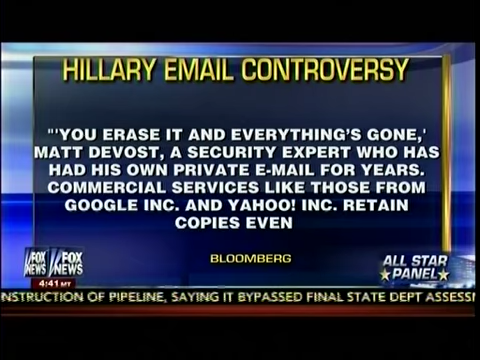 HILLARY EMAIL CONTROVERSY
"'YOU ERASE IT AND EVERYTHING'S GONE,'
MATT DEVOST, A SECURITY EXPERT WHO HAS
HAD HIS OWN PRIVATE E-MAIL FOR YEARS.
COMMERCIAL SERVICES LIKE THOSE FROM
GOOGLE INC. AND YAHOO! INC. RETAIN
COPIES EVEN
BLOOMBERG
FOX NEWS
FOX NEWS
4:41 MT
ALL STAR
PANEL
NSTRUCTION OF PIPELINE, SAYING IT BYPASSED FINAL STATE DEPT ASSESSM